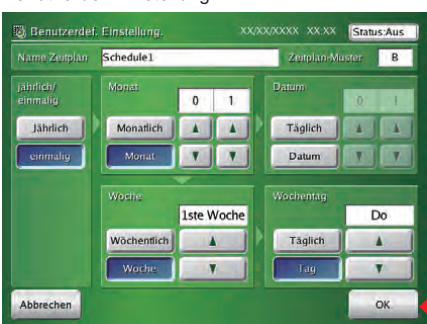 Benutzerdef. Einstellung. XX/XX/XXXX XX:XX Status:Aus
Name Zeitplan Schedule1 Zeitplan-Muster B
Jährlich/ einmalig
Jährlich
einmalig
Monat
0 1
Monatlich
Monat
Datum
0 1
Täglich
Datum
Woche
1ste Woche
Wöchentlich
Woche
Wochentag
Do
Täglich
Tag
Abbrechen OK